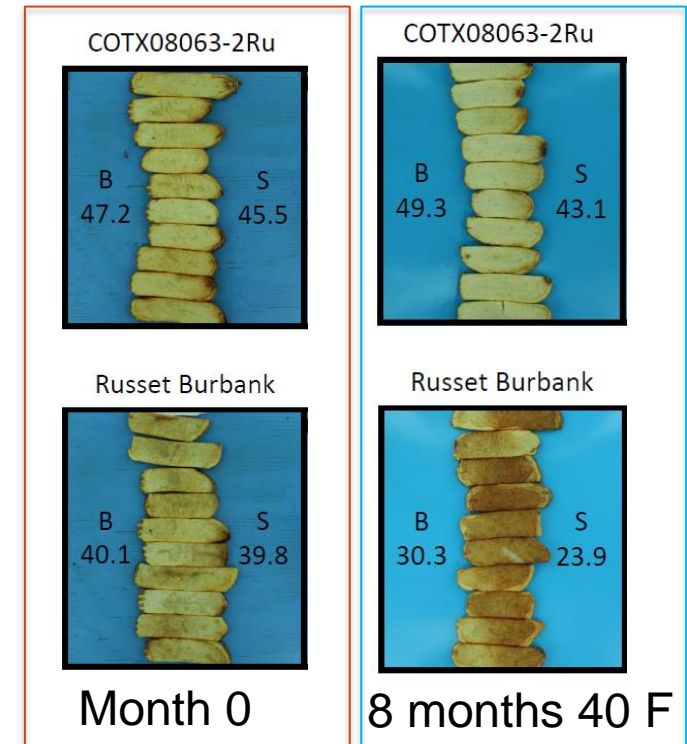 COTX08063-2Ru
B S
47.2 45.5
Russet Burbank
B S
40.1 39.8
Month 0
COTX08063-2Ru
B S
49.3 43.1
Russet Burbank
B S
30.3 23.9
8 months 40 F